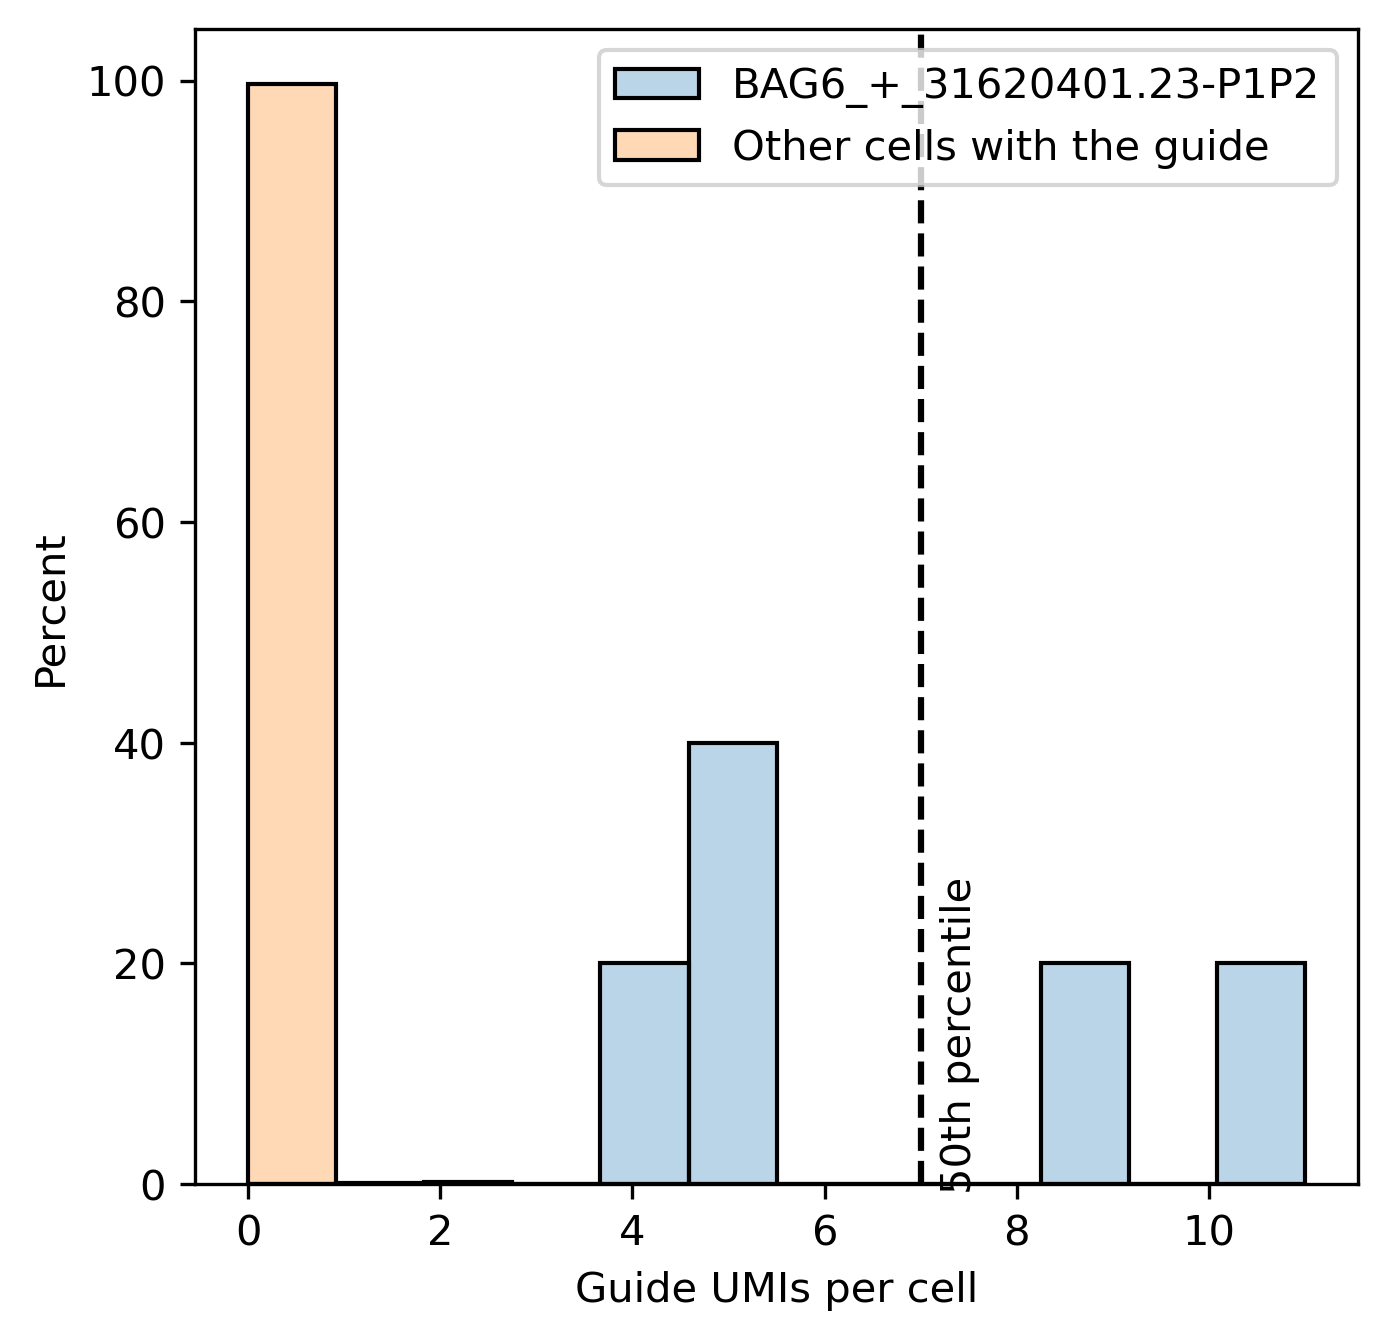 BAG6_+_31620401.23-P1P2
Other cells with the guide
100
80
60
40
20
0
Percent
50th percentile
0 2 4 6 8 10
Guide UMIs per cell